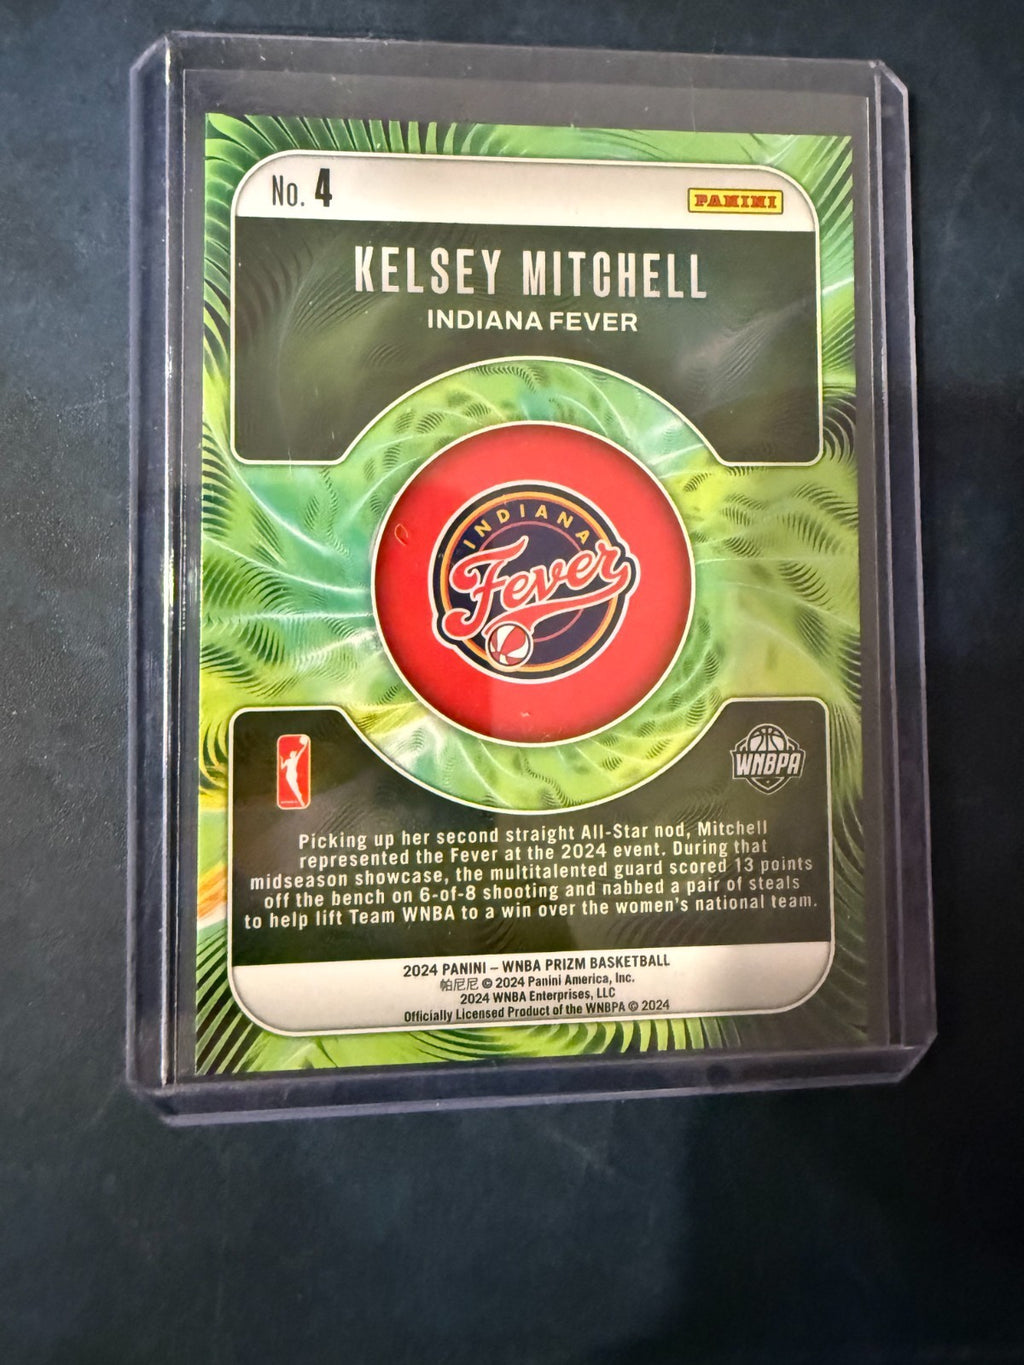 No. 4
PANINI
KELSEY MITCHELL
INDIANA FEVER
INDIANA
Fever
WNBPA
Picking up her second straight All-Star nod, Mitchell
represented the Fever at the 2024 event. During that
midseason showcase, the multitalented guard scored 13 points
off the bench on 6-of-8 shooting and nabbed a pair of steals
to help lift Team WNBA to a win over the women's national team.
2024 PANINI – WNBA PRIZM BASKETBALL
帕尼尼 © 2024 Panini America, Inc.
2024 WNBA Enterprises, LLC
Officially Licensed Product of the WNBPA © 2024